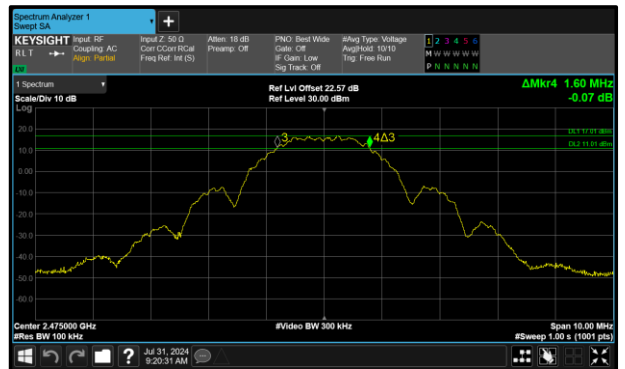 Spectrum Analyzer 1
Swept SA
KEYSIGHT Input: RF Input Z: 50 Ω Atten: 18 dB PNO: Best Wide #Avg Type: Voltage 1 2 3 4 5 6
RLT Coupling: AC Corr CCorr RCal Preamp: Off Gate: Off Avg|Hold: 10/10 M W W W W W
Align: Partial Freq Ref: Int (S) IF Gain: Low Trig: Free Run P N N N N N
Sig Track: Off
1 Spectrum
Ref Lvl Offset 22.57 dB ΔMkr4 1.60 MHz
Scale/Div 10 dB Ref Level 30.00 dBm -0.07 dB
Log
20.0 DL1 17.01 dBm
3 4Δ3
10.0 DL2 11.01 dBm
0.00
-10.0
-20.0
-30.0
-40.0
-50.0
-60.0
Center 2.475000 GHz #Video BW 300 kHz Span 10.00 MHz
#Res BW 100 kHz #Sweep 1.00 s (1001 pts)
? Jul 31, 2024
9:20:31 AM